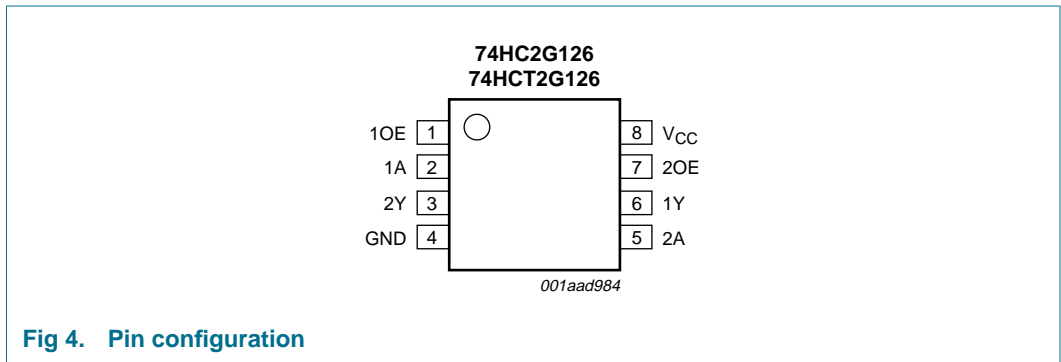 74HC2G126
74HCT2G126
1OE 1 8 VCC
1A 2 7 2OE
2Y 3 6 1Y
GND 4 5 2A
001aad984
Fig 4. Pin configuration